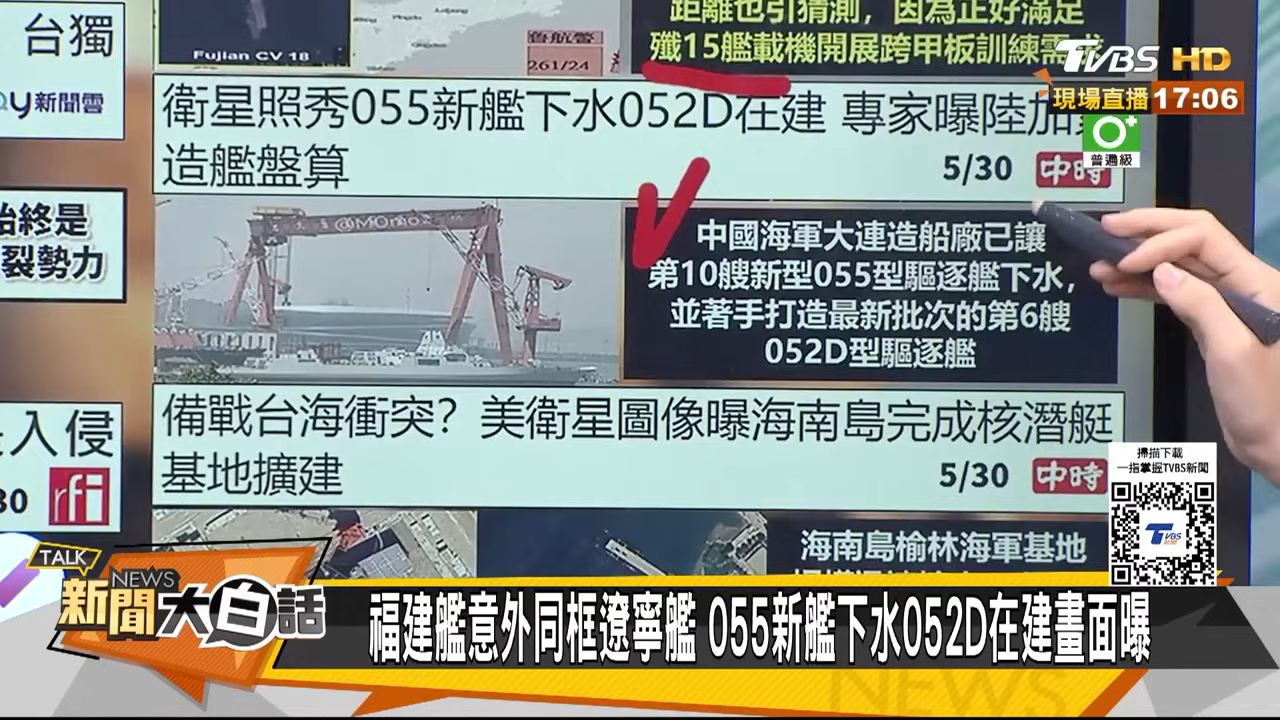 距離也引猜測，因為正好滿足
台獨
殲15艦載機開展跨甲板訓練需求
TVBS HD
Fujian CV 18
魯航警
261/24
新聞雲
現場直播 17:06
衛星照秀055新艦下水052D在建 專家曝陸加
造艦盤算
5/30 中時
普遍級
始終是
裂勢力
@MOmo
中國海軍大連造船廠已讓
第10艘新型055型驅逐艦下水，
並著手打造最新批次的第6艘
052D型驅逐艦
入侵
備戰台海衝突？美衛星圖像曝海南島完成核潛艇
基地擴建
5/30 中時
30 rfi
掃描下載
一指掌握TVBS新聞
TVBS
海南島榆林海軍基地
TALK
NEWS
新聞大白話
福建艦意外同框遼寧艦 055新艦下水052D在建畫面曝
NEWS